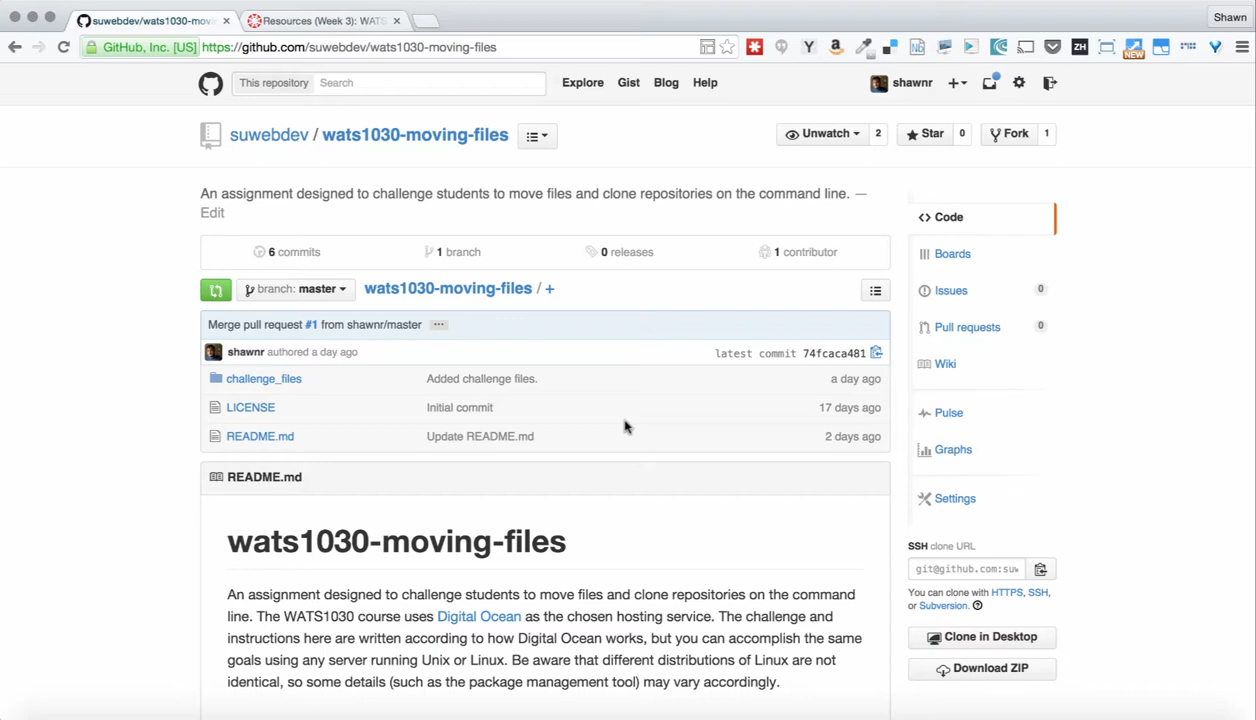 suwebdev/wats1030-movi
Resources (Week 3): WATS
Shawn
GitHub, Inc. [US] https://github.com/suwebdev/wats1030-moving-files
Y
a
ZH
NEW
This repository Search
Explore Gist Blog Help
shawnr
suwebdev / wats1030-moving-files
Unwatch 2
Star 0
Fork 1
An assignment designed to challenge students to move files and clone repositories on the command line. —
Edit
6 commits
1 branch
0 releases
1 contributor
branch: master
wats1030-moving-files / +
Merge pull request #1 from shawnr/master ...
shawnr authored a day ago
latest commit 74fcaca481
challenge_files Added challenge files. a day ago
LICENSE Initial commit 17 days ago
README.md Update README.md 2 days ago
README.md
wats1030-moving-files
An assignment designed to challenge students to move files and clone repositories on the command
line. The WATS1030 course uses Digital Ocean as the chosen hosting service. The challenge and
instructions here are written according to how Digital Ocean works, but you can accomplish the same
goals using any server running Unix or Linux. Be aware that different distributions of Linux are not
identical, so some details (such as the package management tool) may vary accordingly.
Code
Boards
Issues 0
Pull requests 0
Wiki
Pulse
Graphs
Settings
SSH clone URL
git@github.com:suw
You can clone with HTTPS, SSH,
or Subversion.
Clone in Desktop
Download ZIP